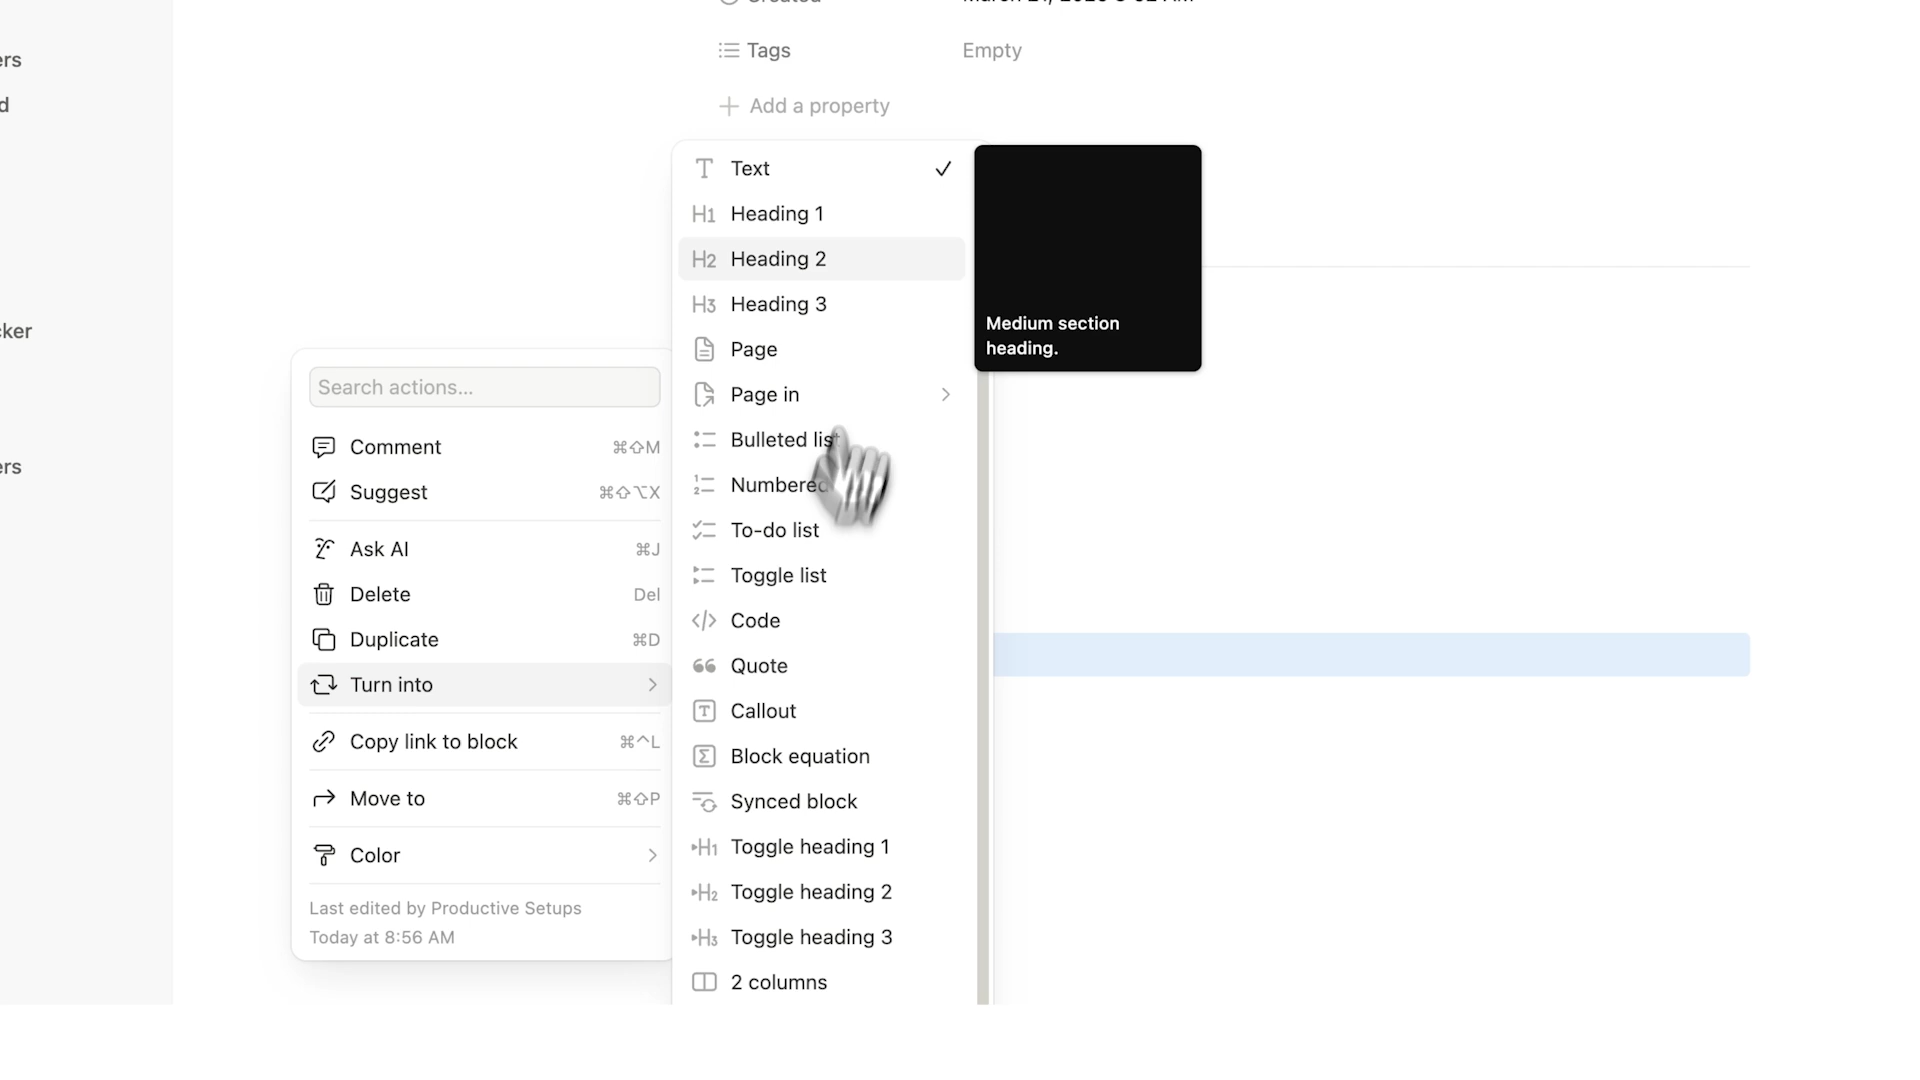 Tags Empty
Add a property
ers
d
cker
ers
Text
Heading 1
Heading 2
Heading 3
Page
Page in
Bulleted list
Numbered
To-do list
Toggle list
Code
Quote
Callout
Block equation
Synced block
Toggle heading 1
Toggle heading 2
Toggle heading 3
2 columns
Medium section
heading.
Search actions...
Comment ⌘⇧M
Suggest ⌘⇧⌥X
Ask AI ⌘J
Delete Del
Duplicate ⌘D
Turn into
Copy link to block ⌘^L
Move to ⌘⇧P
Color
Last edited by Productive Setups
Today at 8:56 AM